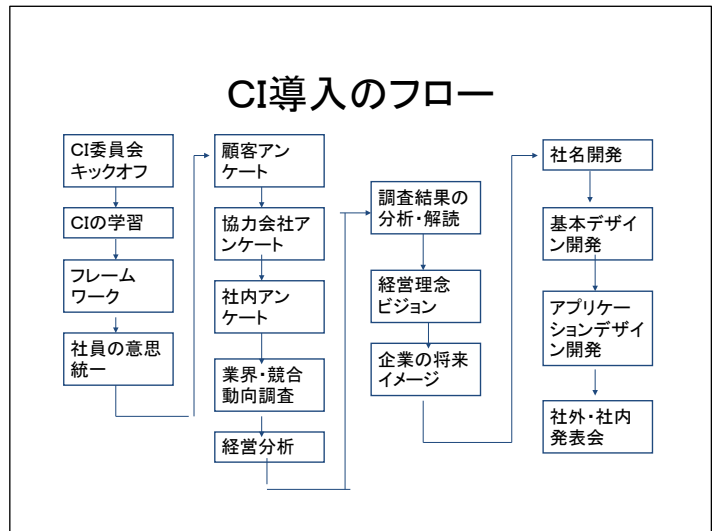 CI導入のフロー
CI委員会
キックオフ
CIの学習
フレーム
ワーク
社員の意思
統一
顧客アン
ケート
協力会社ア
ンケート
社内アン
ケート
業界・競合
動向調査
経営分析
調査結果の
分析・解読
経営理念
ビジョン
企業の将来
イメージ
社名開発
基本デザイ
ン開発
アプリケー
ションデザイ
ン開発
社外・社内
発表会